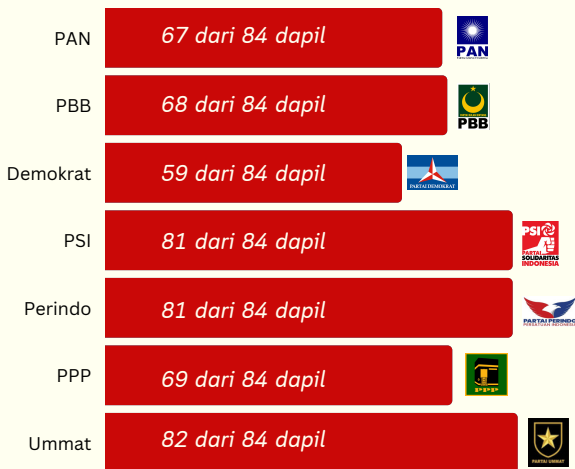 PAN
67 dari 84 dapil
PAN
PBB
68 dari 84 dapil
PBB
Demokrat
59 dari 84 dapil
PARTAI DEMOKRAT
PSI
81 dari 84 dapil
PSI
PARTAI
SOLIDARITAS
INDONESIA
Perindo
81 dari 84 dapil
PARTAI PERINDO
PERSATUAN INDONESIA
PPP
69 dari 84 dapil
PPP
Ummat
82 dari 84 dapil
PARTAI UMMAT